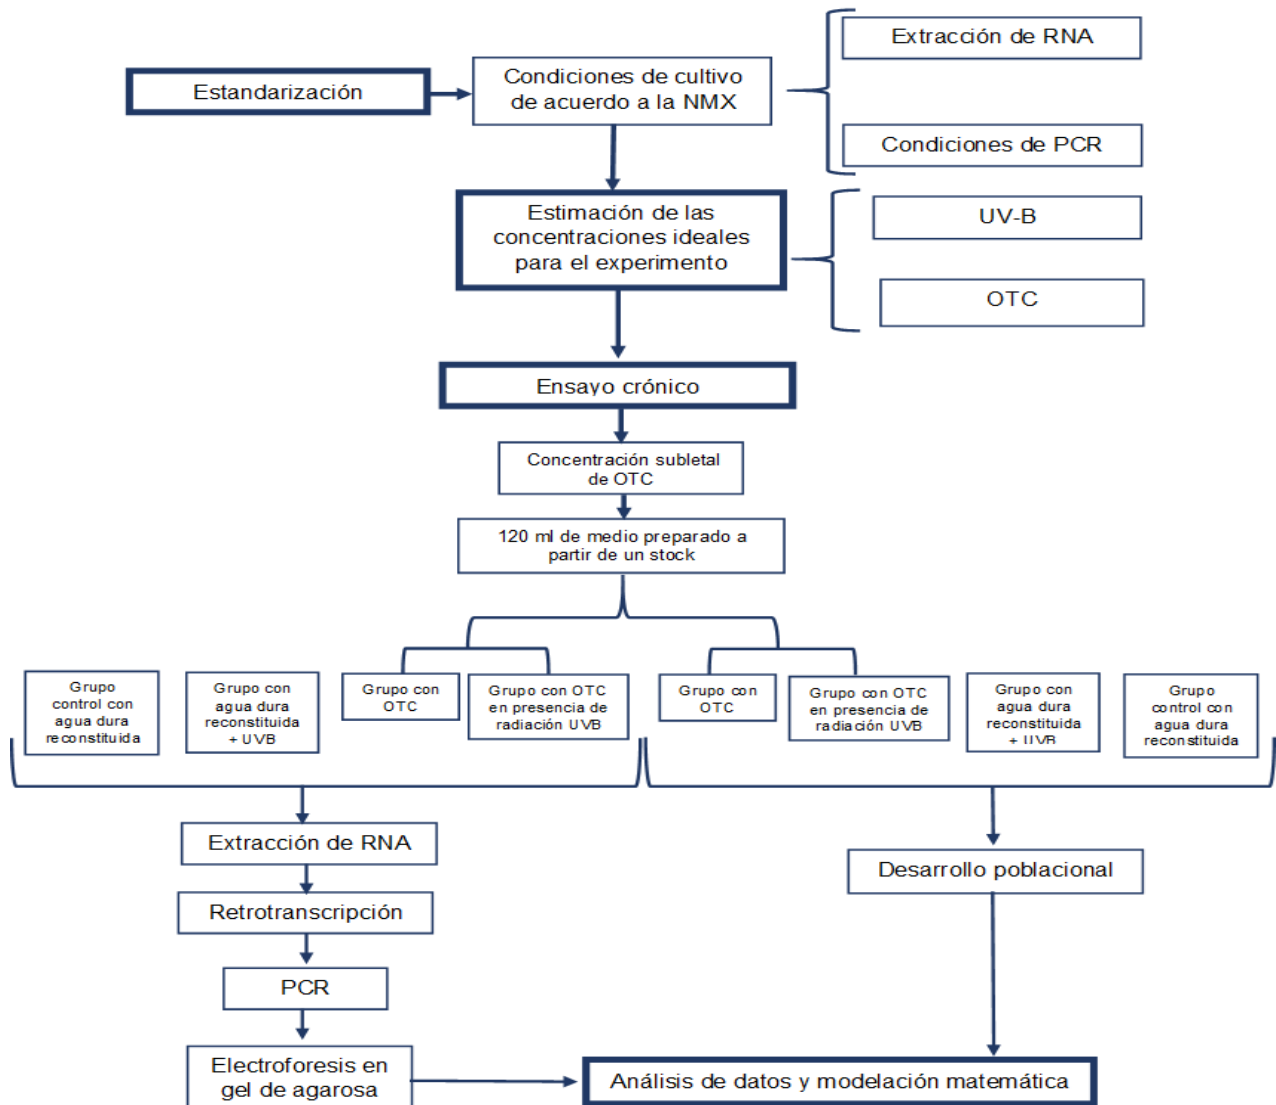 Extracción de RNA
Estandarización
Condiciones de cultivo
de acuerdo a la NMX
Condiciones de PCR
Estimación de las
concentraciones ideales
para el experimento
UV-B
OTC
Ensayo crónico
Concentración subletal
de OTC
120 ml de medio preparado a
partir de un stock
Grupo
control con
agua dura
reconstituida
Grupo con
agua dura
reconstituida
+ UVB
Grupo con
OTC
Grupo con OTC
en presencia de
radiación UVB
Grupo con
OTC
Grupo con OTC
en presencia de
radiación UVB
Grupo con
agua dura
reconstituida
+ UVB
Grupo
control con
agua dura
reconstituida
Extracción de RNA
Retrotranscripción
PCR
Electroforesis en
gel de agarosa
Desarrollo poblacional
Análisis de datos y modelación matemática